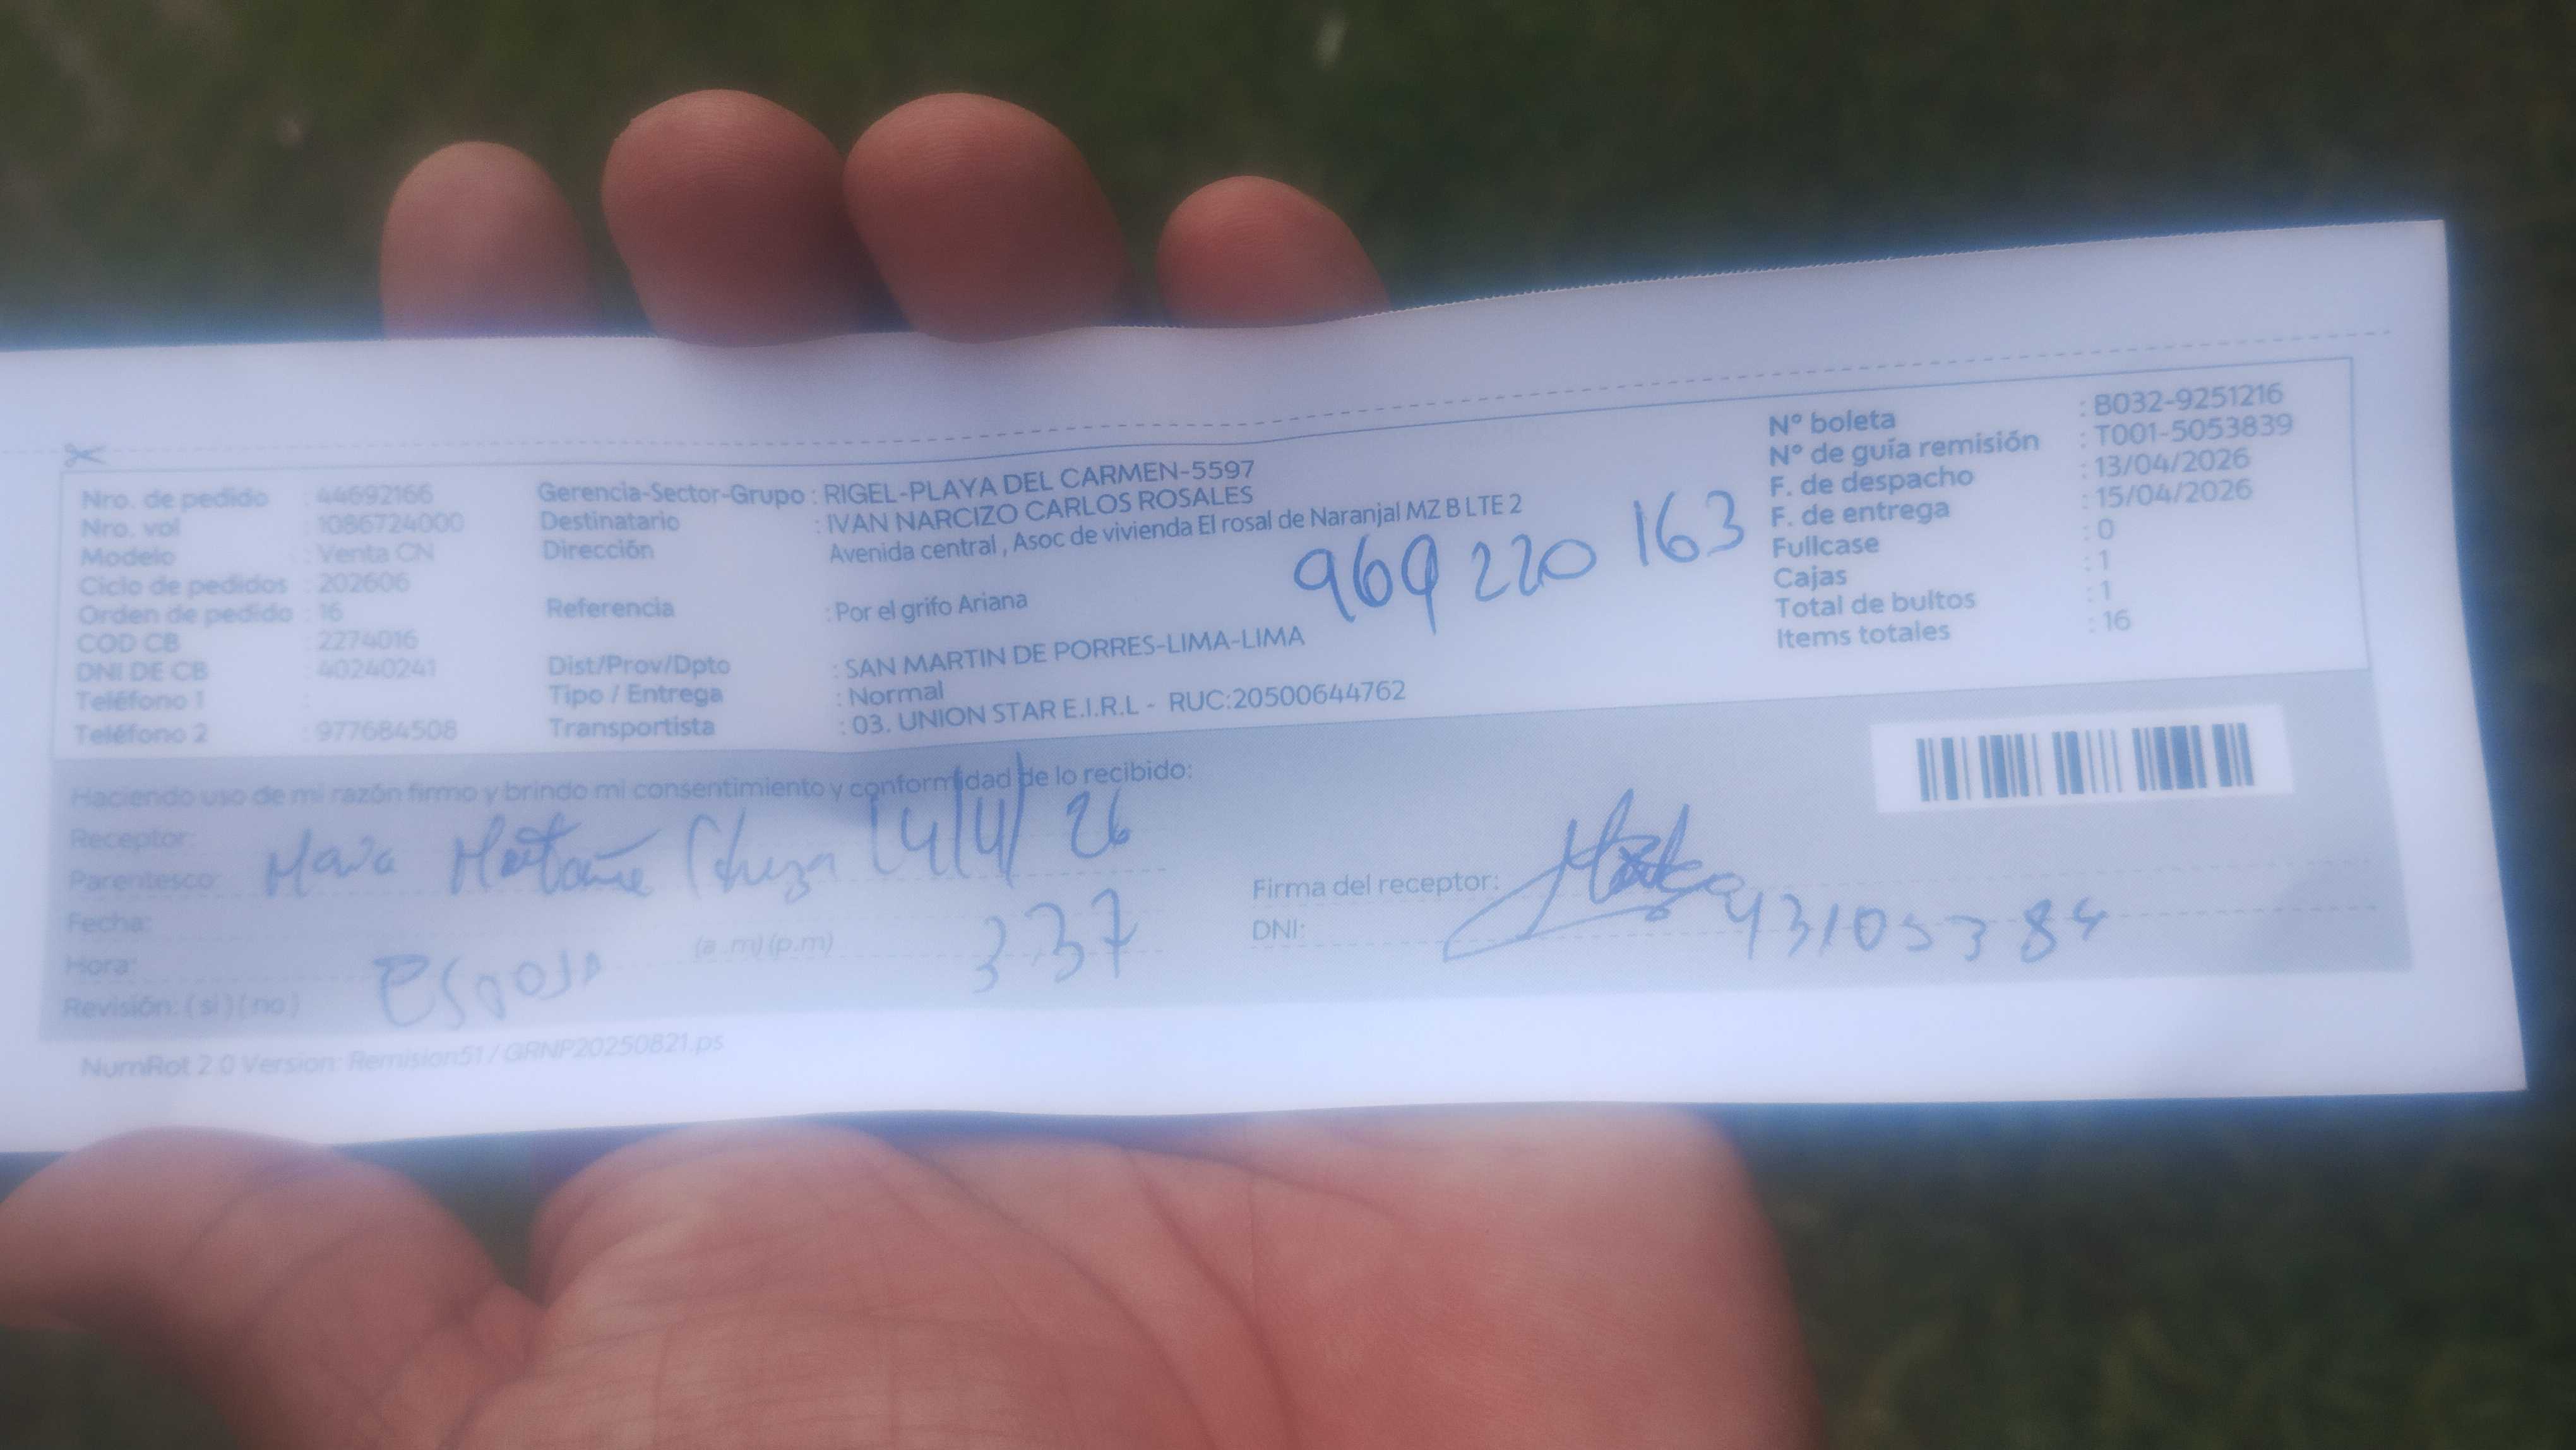 Nro. de pedido : 44692166
Nro. vol : 1086724000
Modelo : Venta CN
Ciclo de pedidos : 202606
Orden de pedido : 16
COD CB : 2274016
DNI DE CB : 40240241
Teléfono 1 :
Teléfono 2 : 977684508
Gerencia-Sector-Grupo : RIGEL-PLAYA DEL CARMEN-5597
Destinatario : IVAN NARCIZO CARLOS ROSALES
Dirección Avenida central , Asoc de vivienda El rosal de Naranjal MZ B LTE 2
969 220 163
Referencia : Por el grifo Ariana
Dist/Prov/Dpto : SAN MARTIN DE PORRES-LIMA-LIMA
Tipo / Entrega : Normal
Transportista : 03. UNION STAR E.I.R.L - RUC:20500644762
Nº boleta : B032-9251216
Nº de guía remisión : T001-5053839
F. de despacho : 13/04/2026
F. de entrega : 15/04/2026
Fullcase : 0
Cajas : 1
Total de bultos : 1
Items totales : 16
Haciendo uso de mi razón firmo y brindo mi consentimiento y conformidad de lo recibido:
Receptor:
Parentesco: 14/4/26
Fecha:
Hora: esposa (a .m) (p.m) 3 37
Revisión: ( si ) ( no )
Firma del receptor:
DNI: 43105384
NumRot 2.0 Version: Remision51 / GRNP20250821.ps